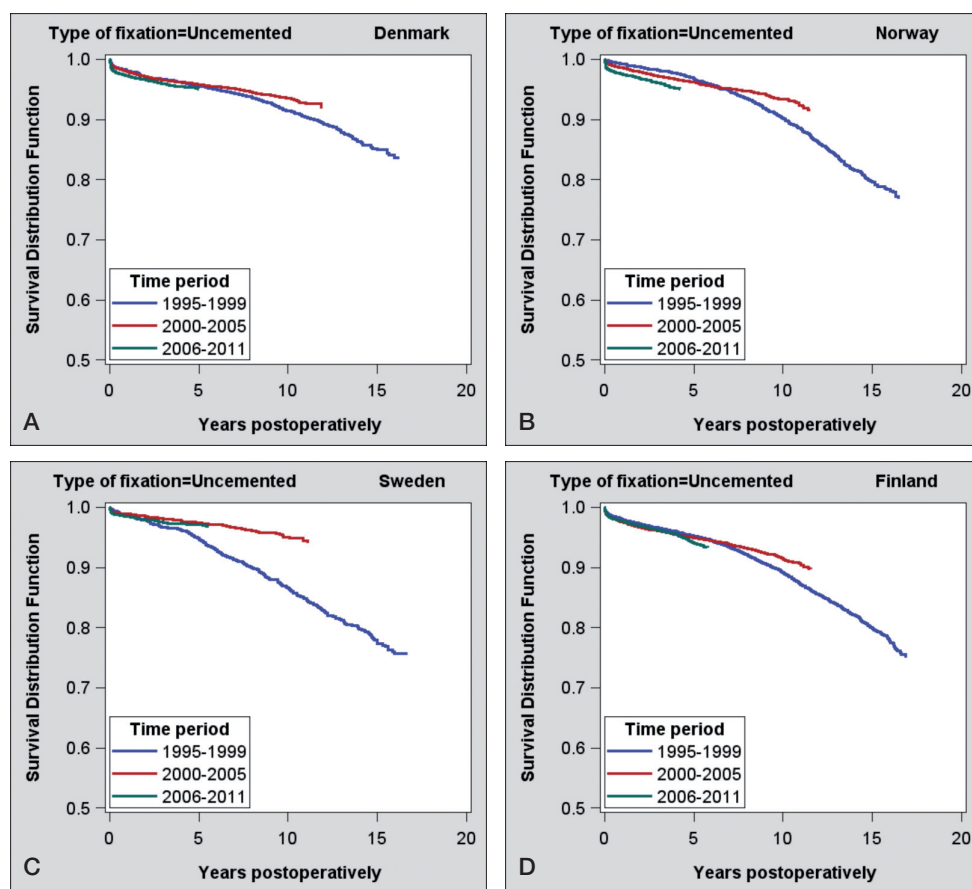 Type of fixation=Uncemented Denmark
Survival Distribution Function
1.0
0.9
0.8
0.7
0.6
0.5
Time period
1995-1999
2000-2005
2006-2011
0 5 10 15 20
Years postoperatively
A
Type of fixation=Uncemented Norway
Survival Distribution Function
1.0
0.9
0.8
0.7
0.6
0.5
Time period
1995-1999
2000-2005
2006-2011
0 5 10 15 20
Years postoperatively
B
Type of fixation=Uncemented Sweden
Survival Distribution Function
1.0
0.9
0.8
0.7
0.6
0.5
Time period
1995-1999
2000-2005
2006-2011
0 5 10 15 20
Years postoperatively
C
Type of fixation=Uncemented Finland
Survival Distribution Function
1.0
0.9
0.8
0.7
0.6
0.5
Time period
1995-1999
2000-2005
2006-2011
0 5 10 15 20
Years postoperatively
D